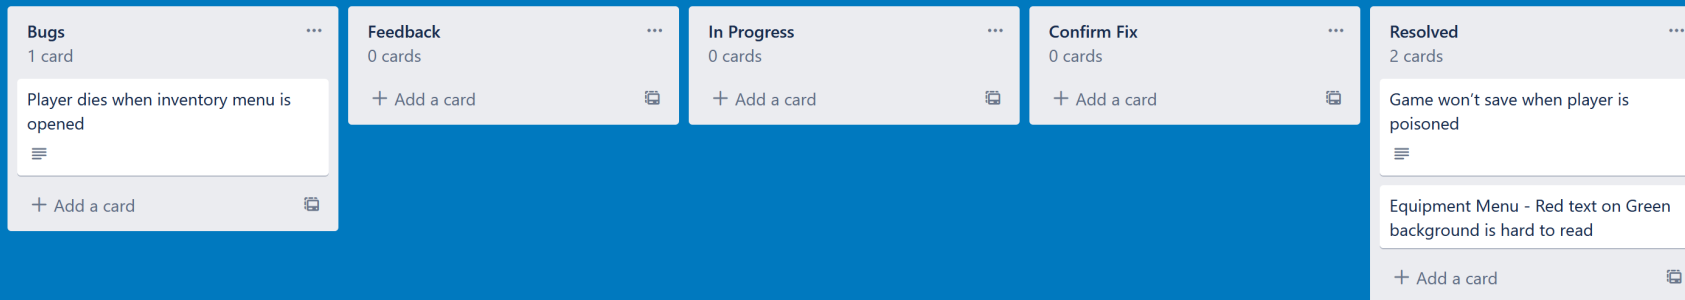 Bugs
1 card
Player dies when inventory menu is
opened
Add a card
Feedback
0 cards
Add a card
In Progress
0 cards
Add a card
Confirm Fix
0 cards
Add a card
Resolved
2 cards
Game won't save when player is
poisoned
Equipment Menu - Red text on Green
background is hard to read
Add a card